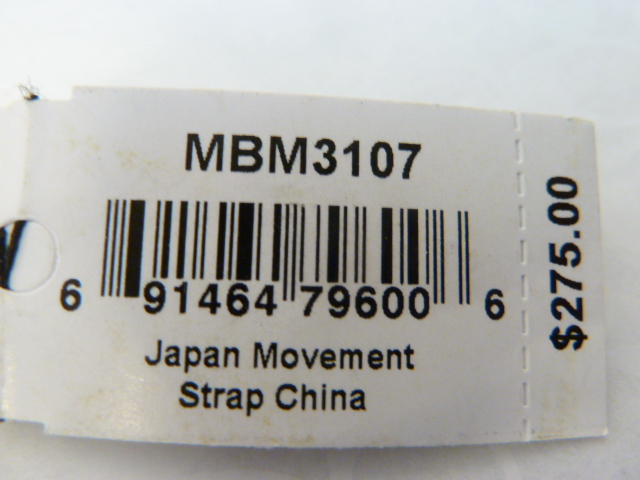 MBM3107
6 91464 79600 6
Japan Movement
Strap China
$275.00